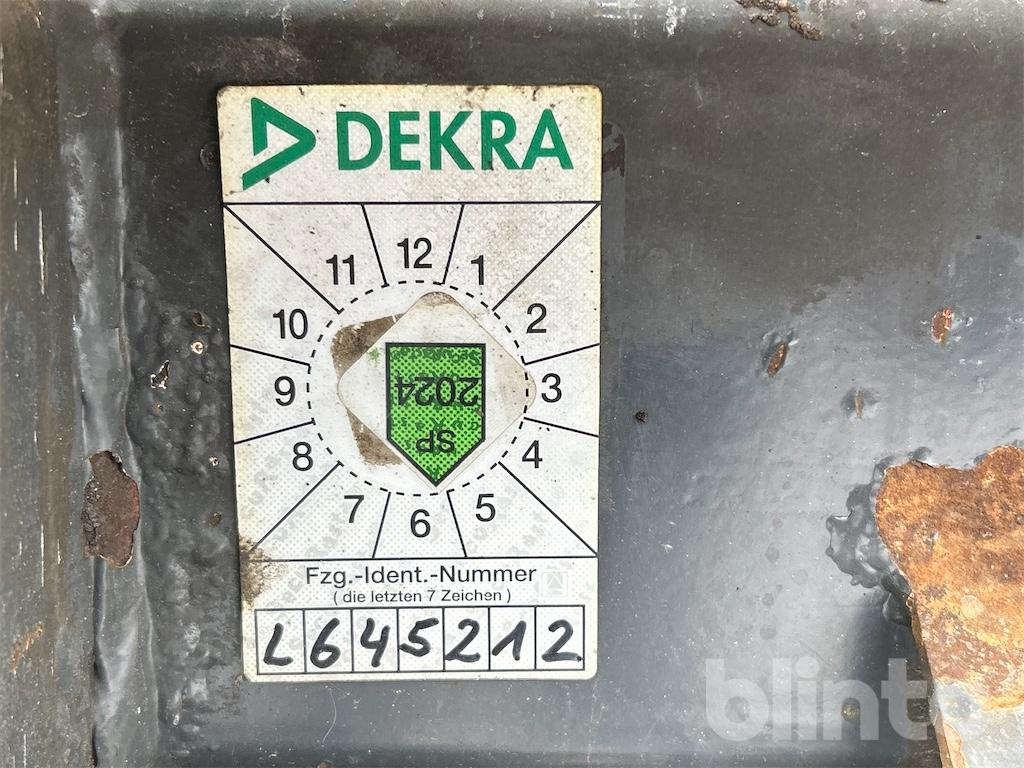 DEKRA
11 12 1
10 2
9 3
8 4
7 6 5
SP
2024
Fzg.-Ident.-Nummer
(die letzten 7 Zeichen)
L645212
blinto